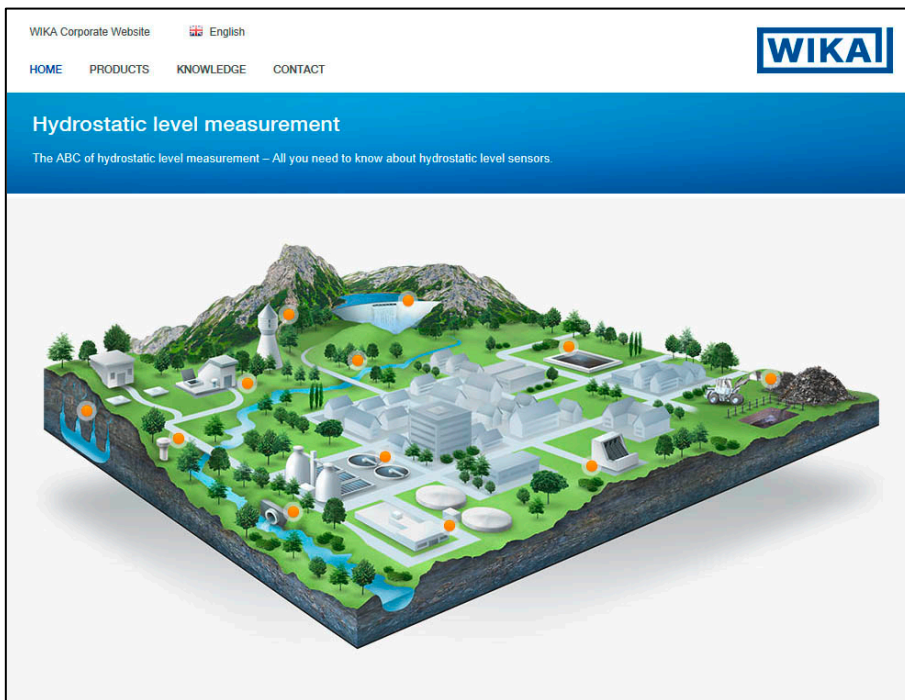 WIKA Corporate Website English
HOME PRODUCTS KNOWLEDGE CONTACT
WIKA
Hydrostatic level measurement
The ABC of hydrostatic level measurement – All you need to know about hydrostatic level sensors.